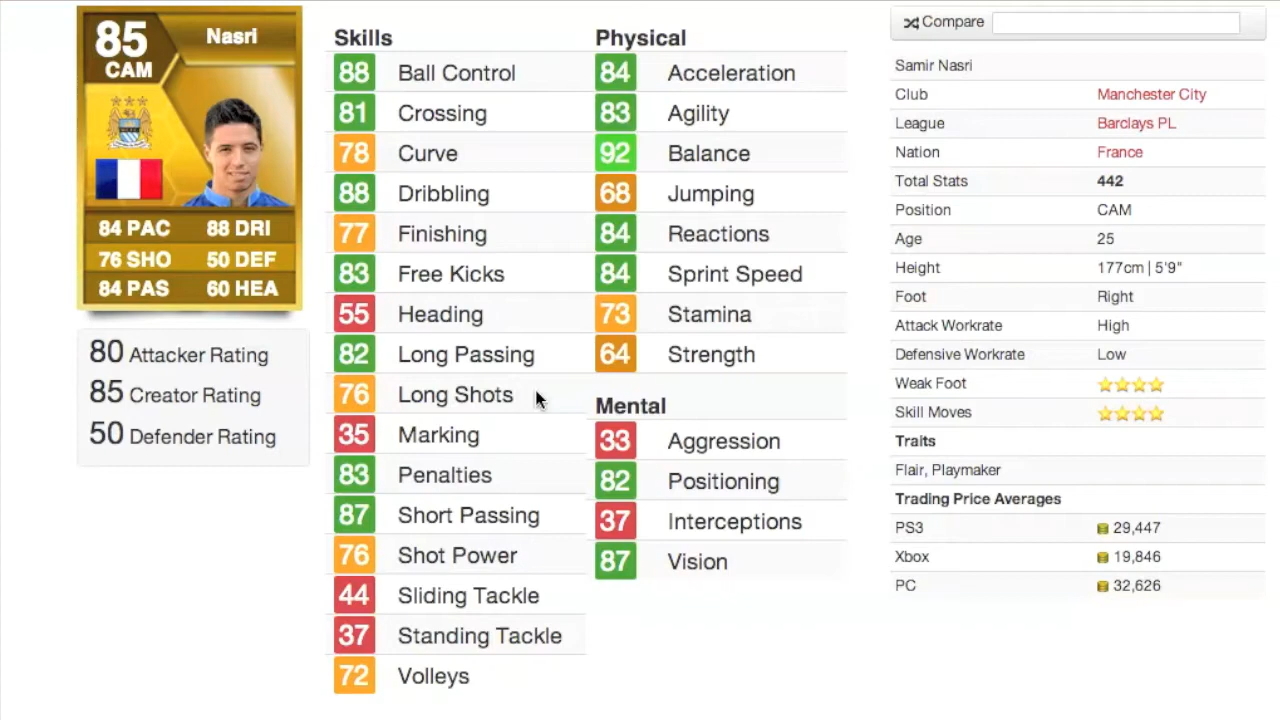 85 Nasri
CAM
84 PAC 88 DRI
76 SHO 50 DEF
84 PAS 60 HEA
80 Attacker Rating
85 Creator Rating
50 Defender Rating
Skills
88 Ball Control
81 Crossing
78 Curve
88 Dribbling
77 Finishing
83 Free Kicks
55 Heading
82 Long Passing
76 Long Shots
35 Marking
83 Penalties
87 Short Passing
76 Shot Power
44 Sliding Tackle
37 Standing Tackle
72 Volleys
Physical
84 Acceleration
83 Agility
92 Balance
68 Jumping
84 Reactions
84 Sprint Speed
73 Stamina
64 Strength
Mental
33 Aggression
82 Positioning
37 Interceptions
87 Vision
Compare
Samir Nasri
Club Manchester City
League Barclays PL
Nation France
Total Stats 442
Position CAM
Age 25
Height 177cm | 5'9"
Foot Right
Attack Workrate High
Defensive Workrate Low
Weak Foot
Skill Moves
Traits
Flair, Playmaker
Trading Price Averages
PS3 29,447
Xbox 19,846
PC 32,626